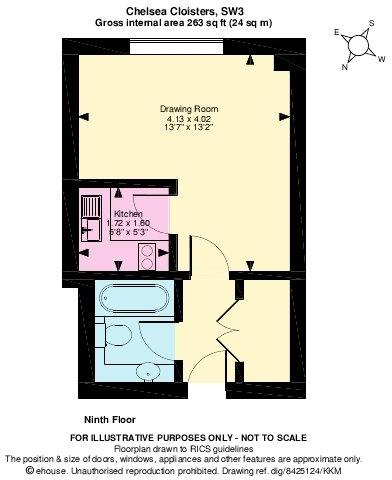 Chelsea Cloisters, SW3
Gross internal area 263 sq ft (24 sq m)
E
S
N
W
Drawing Room
4.13 x 4.02
13'7" x 13'2"
Kitchen
1.72 x 1.60
5'8" x 5'3"
Ninth Floor
FOR ILLUSTRATIVE PURPOSES ONLY - NOT TO SCALE
Floorplan drawn to RICS guidelines
The position & size of doors, windows, appliances and other features are approximate only.
© ehouse. Unauthorised reproduction prohibited. Drawing ref. dig/8425124/KKM